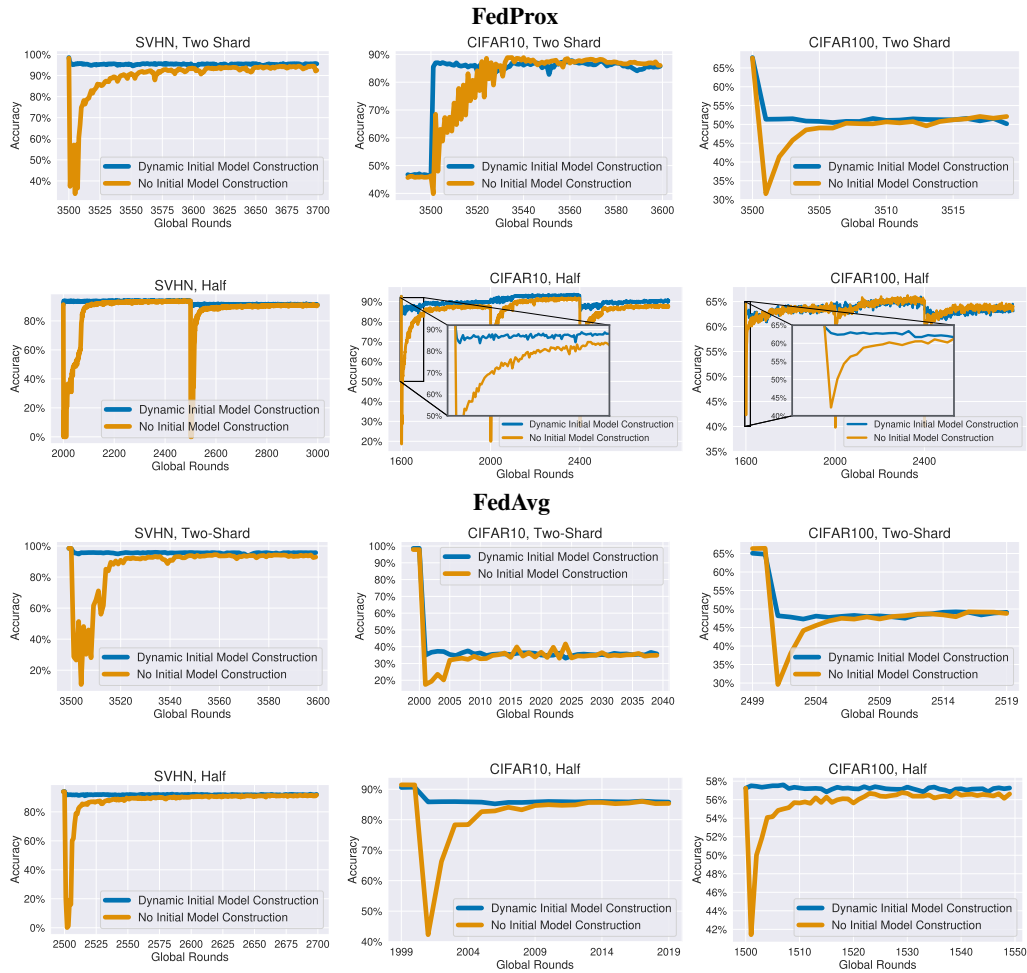 FedProx
SVHN, Two Shard
100%
90%
80%
70%
60%
50%
40%
Accuracy
Dynamic Initial Model Construction
No Initial Model Construction
3500 3525 3550 3575 3600 3625 3650 3675 3700
Global Rounds
CIFAR10, Two Shard
90%
80%
70%
60%
50%
40%
Accuracy
Dynamic Initial Model Construction
No Initial Model Construction
3500 3520 3540 3560 3580 3600
Global Rounds
CIFAR100, Two Shard
65%
60%
55%
50%
45%
40%
35%
30%
Accuracy
Dynamic Initial Model Construction
No Initial Model Construction
3500 3505 3510 3515
Global Rounds
SVHN, Half
80%
60%
40%
20%
0%
Accuracy
Dynamic Initial Model Construction
No Initial Model Construction
2000 2200 2400 2600 2800 3000
Global Rounds
CIFAR10, Half
90%
80%
70%
60%
50%
40%
30%
20%
Accuracy
90%
80%
70%
60%
50%
Dynamic Initial Model Construction
No Initial Model Construction
1600 2000 2400
Global Rounds
CIFAR100, Half
65%
60%
55%
50%
45%
40%
35%
Accuracy
65%
60%
55%
50%
45%
40%
Dynamic Initial Model Construction
No Initial Model Construction
1600 2000 2400
Global Rounds
FedAvg
SVHN, Two-Shard
100%
80%
60%
40%
20%
Accuracy
Dynamic Initial Model Construction
No Initial Model Construction
3500 3520 3540 3560 3580 3600
Global Rounds
CIFAR10, Two-Shard
100%
90%
80%
70%
60%
50%
40%
30%
20%
Accuracy
Dynamic Initial Model Construction
No Initial Model Construction
2000 2005 2010 2015 2020 2025 2030 2035 2040
Global Rounds
CIFAR100, Two-Shard
65%
60%
55%
50%
45%
40%
35%
30%
Accuracy
Dynamic Initial Model Construction
No Initial Model Construction
2499 2504 2509 2514 2519
Global Rounds
SVHN, Half
80%
60%
40%
20%
0%
Accuracy
Dynamic Initial Model Construction
No Initial Model Construction
2500 2525 2550 2575 2600 2625 2650 2675 2700
Global Rounds
CIFAR10, Half
90%
80%
70%
60%
50%
40%
Accuracy
Dynamic Initial Model Construction
No Initial Model Construction
1999 2004 2009 2014 2019
Global Rounds
CIFAR100, Half
58%
56%
54%
52%
50%
48%
46%
44%
42%
Accuracy
Dynamic Initial Model Construction
No Initial Model Construction
1500 1510 1520 1530 1540 1550
Global Rounds